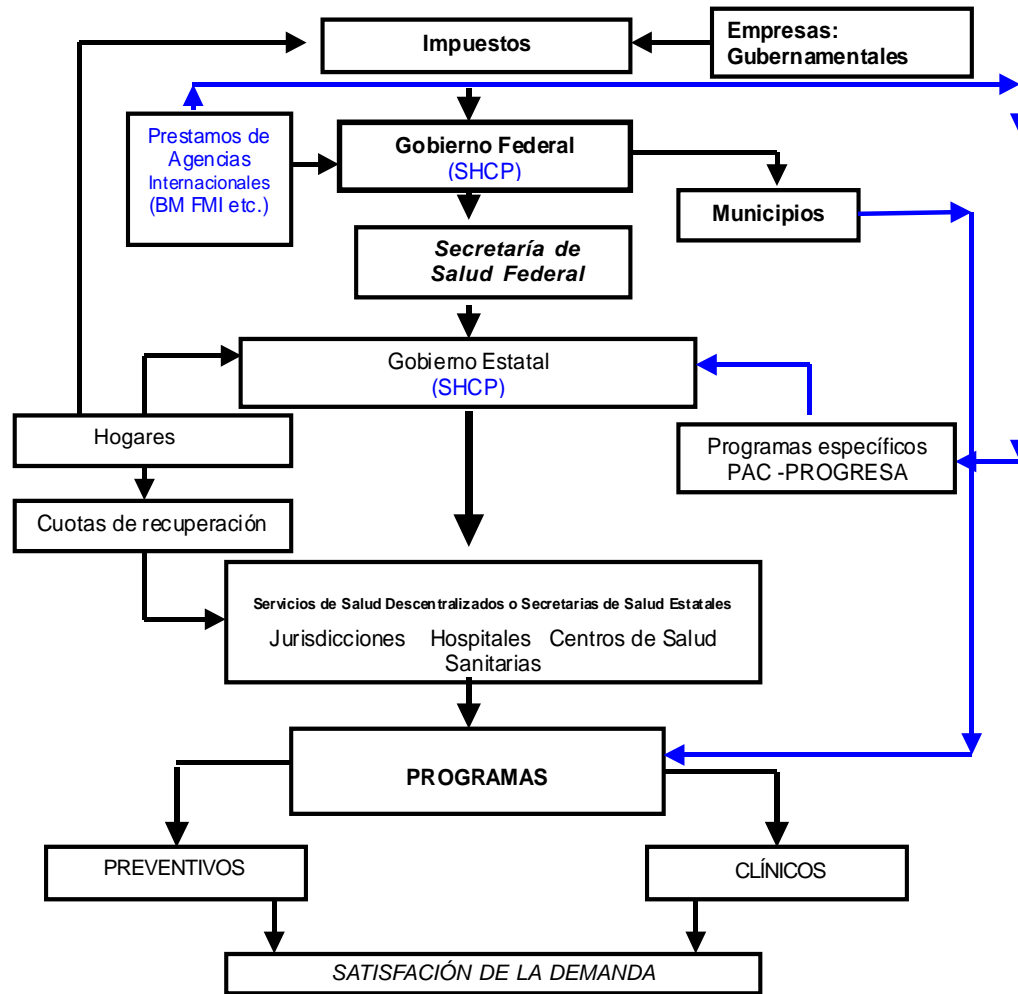 Impuestos
Empresas:
Gubernamentales
Prestamos de
Agencias
Internacionales
(BM FMI etc.)
Gobierno Federal
(SHCP)
Municipios
Secretaría de
Salud Federal
Gobierno Estatal
(SHCP)
Hogares
Programas específicos
PAC -PROGRESA
Cuotas de recuperación
Servicios de Salud Descentralizados o Secretarias de Salud Estatales
Jurisdicciones Hospitales Centros de Salud
Sanitarias
PROGRAMAS
PREVENTIVOS
CLÍNICOS
SATISFACIÓN DE LA DEMANDA